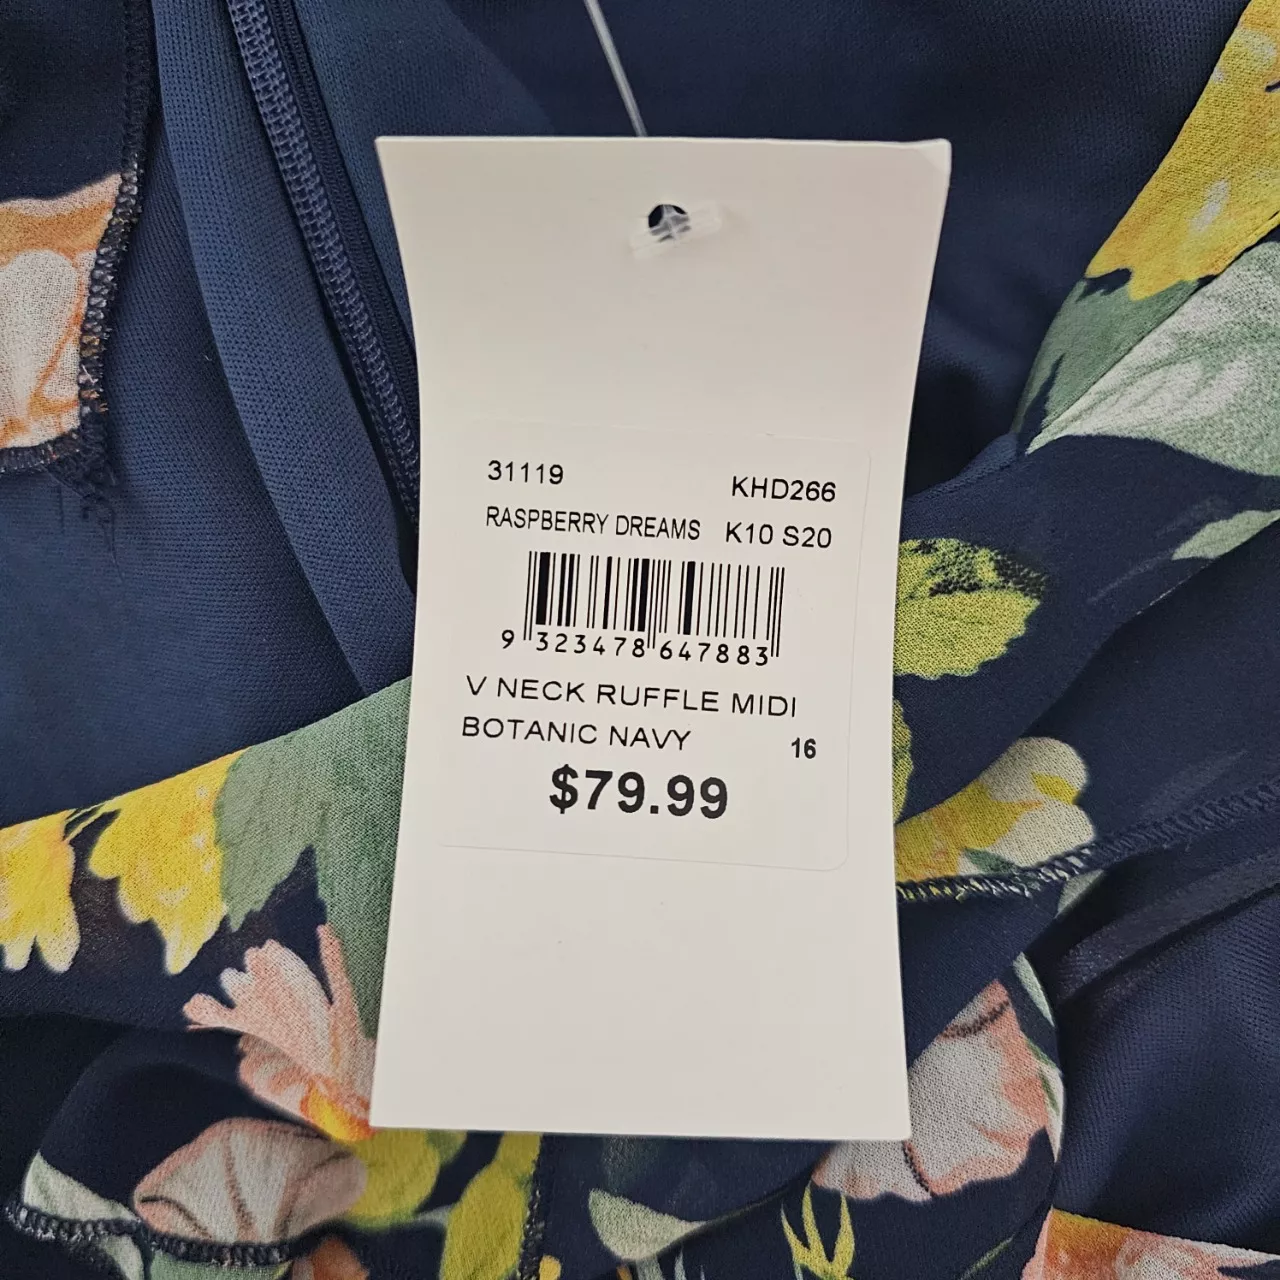 31119 KHD266
RASPBERRY DREAMS K10 S20
9 323478 647883
V NECK RUFFLE MIDI
BOTANIC NAVY 16
$79.99